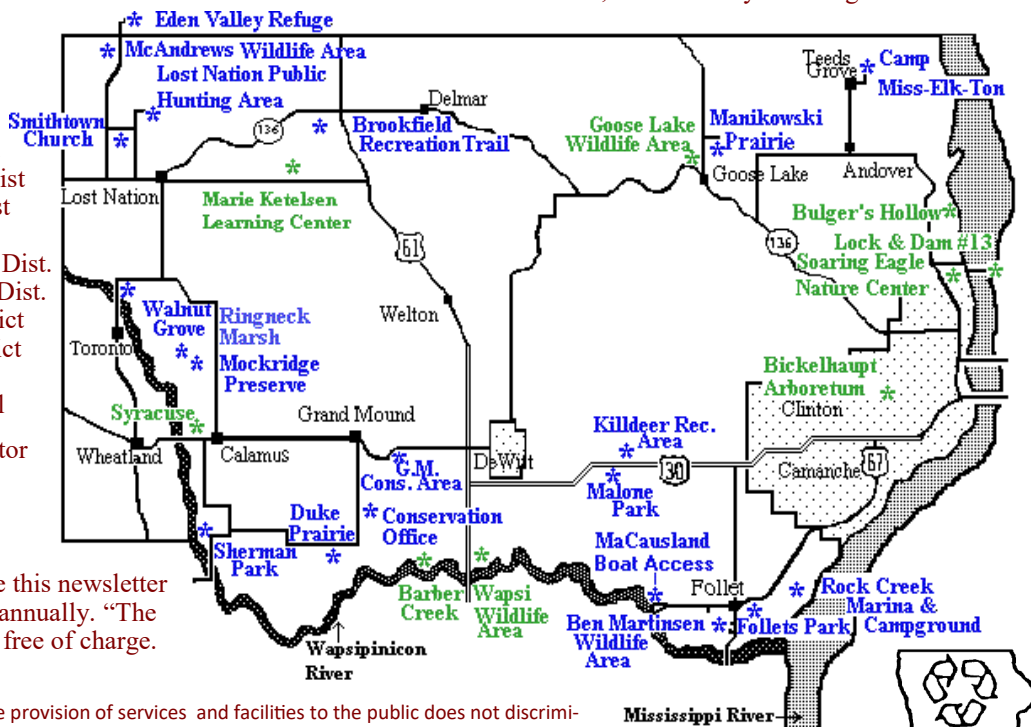 Eden Valley Refuge
McAndrews Wildlife Area
Lost Nation Public
Hunting Area
Smithtown
Church
136
Delmar
Brookfield
Recreation Trail
Goose Lake
Wildlife Area
Manikowski
Prairie
Teeds
Grove
Camp
Miss-Elk-Ton
Goose Lake
Andover
ist
st
Lost Nation
Marie Ketelsen
Learning Center
Bulger's Hollow
136
Lock & Dam #13
Soaring Eagle
Nature Center
61
Dist.
Dist.
ict
ict
Walnut
Grove
Ringneck
Marsh
Welton
Toronto
Mockridge
Preserve
Bickelhaupt
Arboretum
Clinton
l
tor
Syracuse
Grand Mound
Wheatland
Calamus
Killdeer Rec.
Area
G.M.
Cons. Area
DeWitt
30
Camanche
67
Malone
Park
Duke
Prairie
Conservation
Office
Sherman
Park
MaCausland
Boat Access
e this newsletter
annually. “The
free of charge.
Barber
Creek
Wapsi
Wildlife
Area
Follet
Rock Creek
Marina &
Campground
Ben Martinsen
Wildlife
Area
Follets Park
Wapsipinicon
River
e provision of services and facilities to the public does not discrimi-
Mississippi River